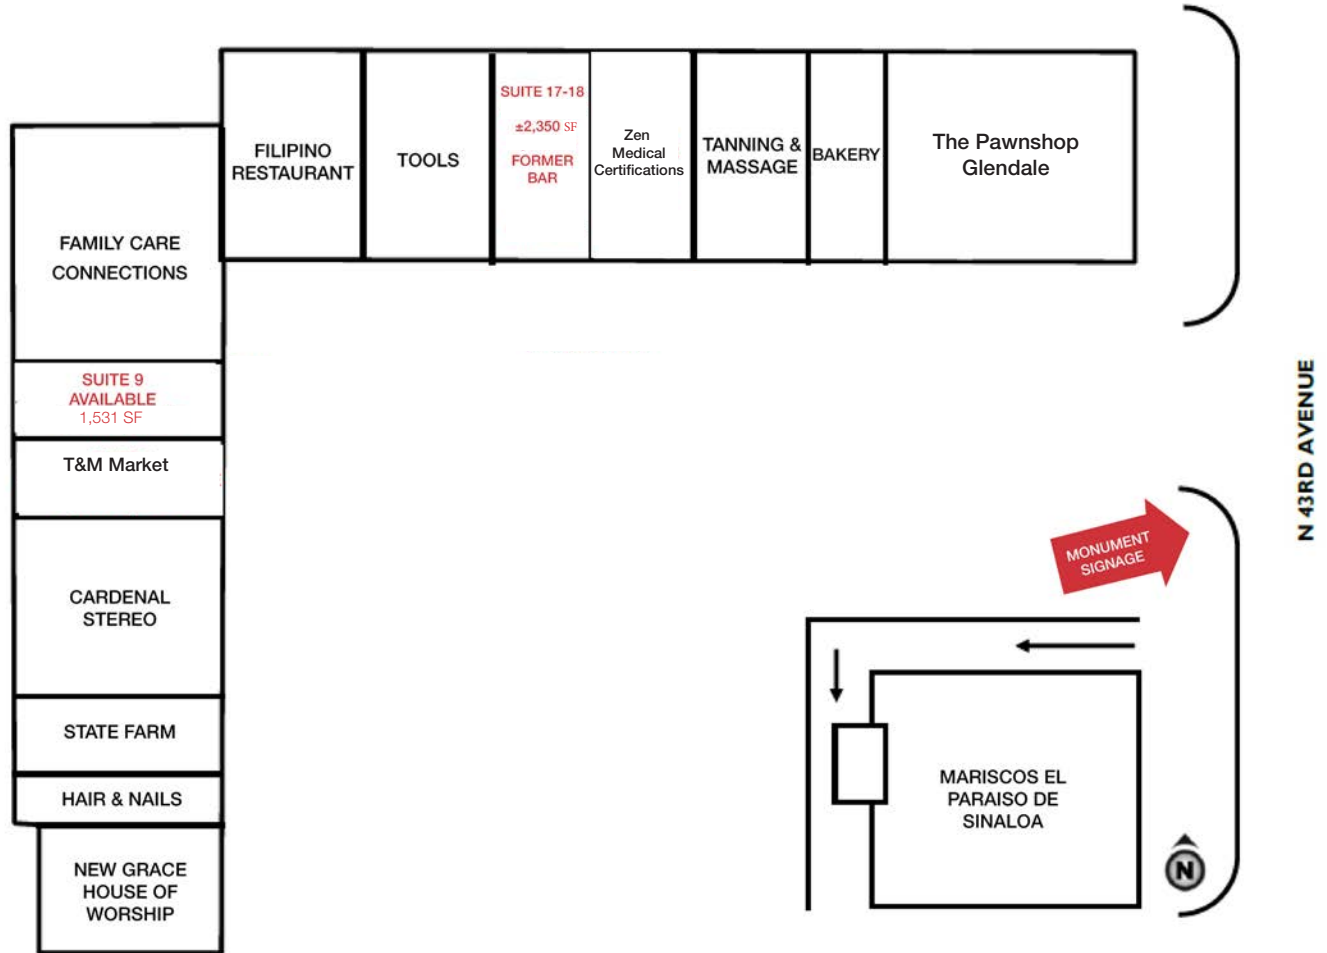 FILIPINO
RESTAURANT
TOOLS
SUITE 17-18
±2,350 SF
FORMER
BAR
Zen
Medical
Certifications
TANNING &
MASSAGE
BAKERY
The Pawnshop
Glendale
FAMILY CARE
CONNECTIONS
SUITE 9
AVAILABLE
1,531 SF
T&M Market
CARDENAL
STEREO
STATE FARM
HAIR & NAILS
NEW GRACE
HOUSE OF
WORSHIP
N 43RD AVENUE
MONUMENT
SIGNAGE
MARISCOS EL
PARAISO DE
SINALOA
N